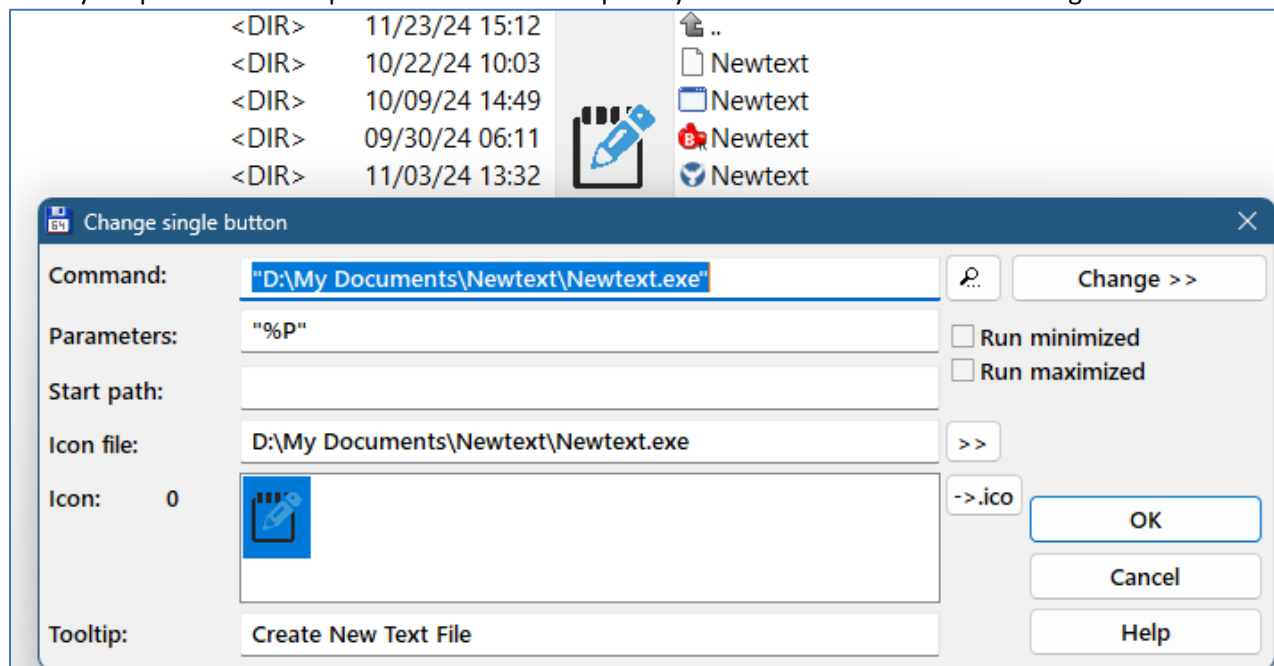 <DIR> 11/23/24 15:12 ..
<DIR> 10/22/24 10:03 Newtext
<DIR> 10/09/24 14:49 Newtext
<DIR> 09/30/24 06:11 Newtext
<DIR> 11/03/24 13:32 Newtext
64 Change single button
Command: "D:\My Documents\Newtext\Newtext.exe" Change >>
Parameters: "%P" Run minimized
Run maximized
Start path:
Icon file: D:\My Documents\Newtext\Newtext.exe >>
Icon: 0 ->.ico
OK
Cancel
Tooltip: Create New Text File Help